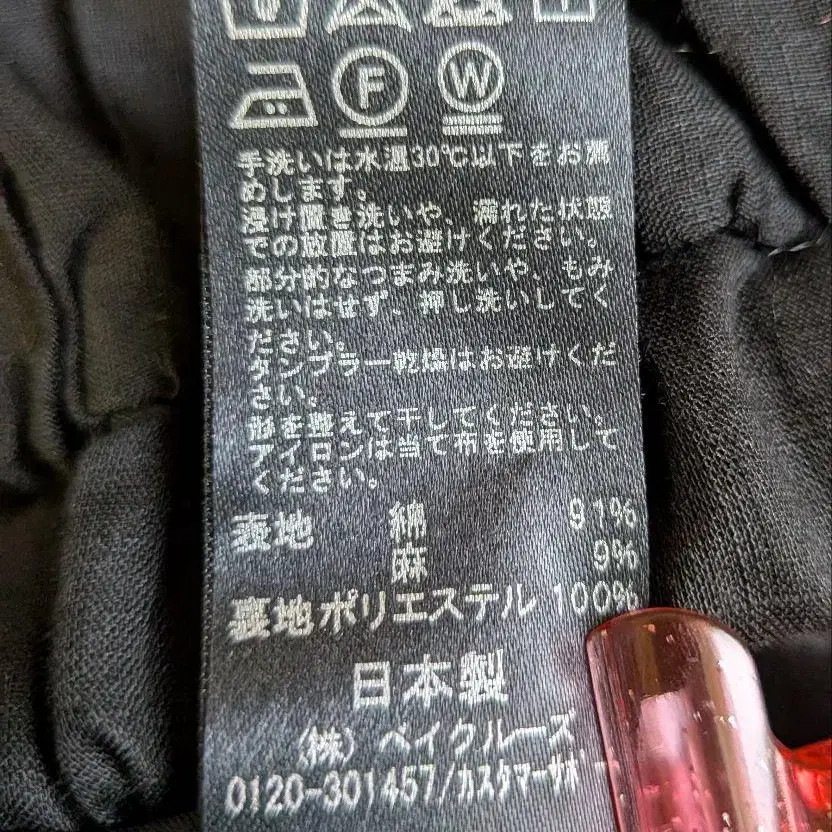 F
W
手洗いは水温30℃以下をお薦
めします。
浸け置き洗いや、濡れた状態
での放置はお避けください。
部分的なつまみ洗いや、もみ
洗いはせず、押し洗いしてく
ださい。
タンブラー乾燥はお避けくだ
さい。
形を整えて干してください。
アイロンは当て布を使用して
ください。
表地 綿 91%
麻 9%
裏地ポリエステル 100%
日本製
(株) ベイクルーズ
0120-301457/カスタマーサポー